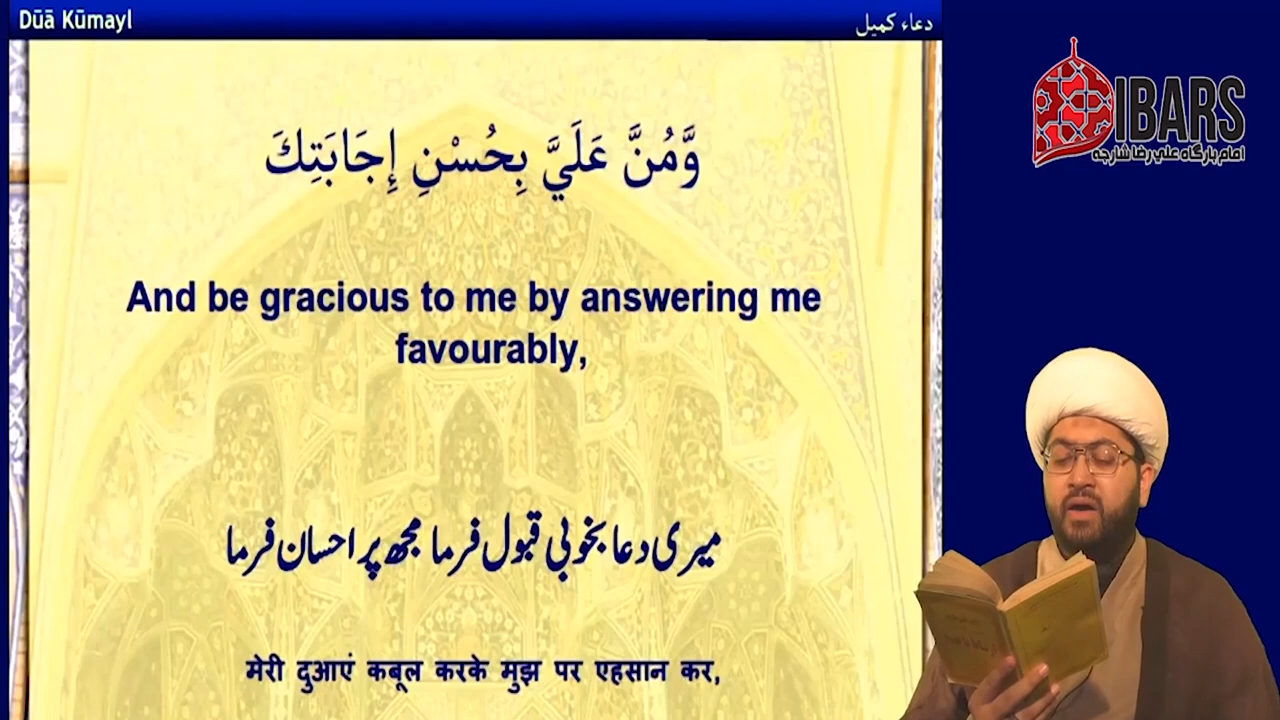 Dūā Kūmayl
دعاء كميل
IBARS
امام بارگاه علي رضا شارجه
وَّمُنَّ عَلَيَّ بِحُسْنِ إِجَابَتِكَ
And be gracious to me by answering me
favourably,
میری دعا بخوبی قبول فرما مجھ پر احسان فرما
मेरी दुआएं कबूल करके मुझ पर एहसान कर,